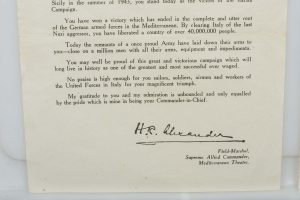 Sicily in the summer of 1943, you stand today as the victors of the Italian
Campaign.
You have won a victory which has ended in the complete and utter rout
of the German armed forces in the Mediterranean. By clearing Italy of the last
Nazi aggressor, you have liberated a country of over 40,000,000 people.
Today the remnants of a once proud Army have laid down their arms to
you—close on a million men with all their arms, equipment and impedimenta.
You may well be proud of this great and victorious campaign which will
long live in history as one of the greatest and most successful ever waged.
No praise is high enough for you sailors, soldiers, airmen and workers of
the United Forces in Italy for your magnificent triumph.
My gratitude to you and my admiration is unbounded and only equalled
by the pride which is mine in being your Commander-in-Chief.
H.R. Alexander
Field-Marshal,
Supreme Allied Commander,
Mediterranean Theatre.